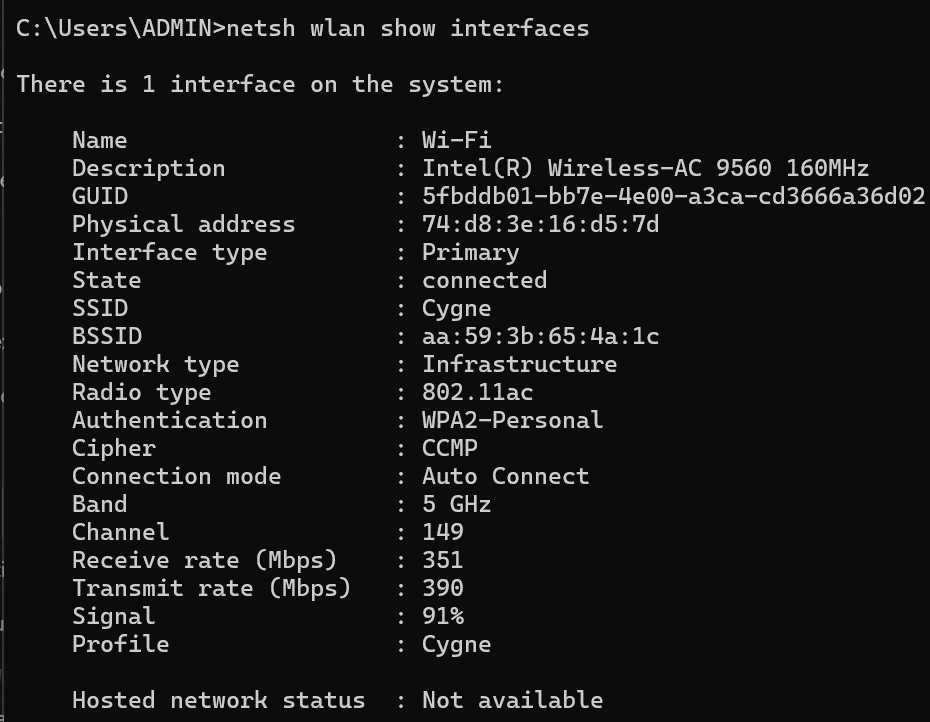 C:\Users\ADMIN>netsh wlan show interfaces
There is 1 interface on the system:
Name : Wi-Fi
Description : Intel(R) Wireless-AC 9560 160MHz
GUID : 5fbddb01-bb7e-4e00-a3ca-cd3666a36d02
Physical address : 74:d8:3e:16:d5:7d
Interface type : Primary
State : connected
SSID : Cygne
BSSID : aa:59:3b:65:4a:1c
Network type : Infrastructure
Radio type : 802.11ac
Authentication : WPA2-Personal
Cipher : CCMP
Connection mode : Auto Connect
Band : 5 GHz
Channel : 149
Receive rate (Mbps) : 351
Transmit rate (Mbps) : 390
Signal : 91%
Profile : Cygne
Hosted network status : Not available